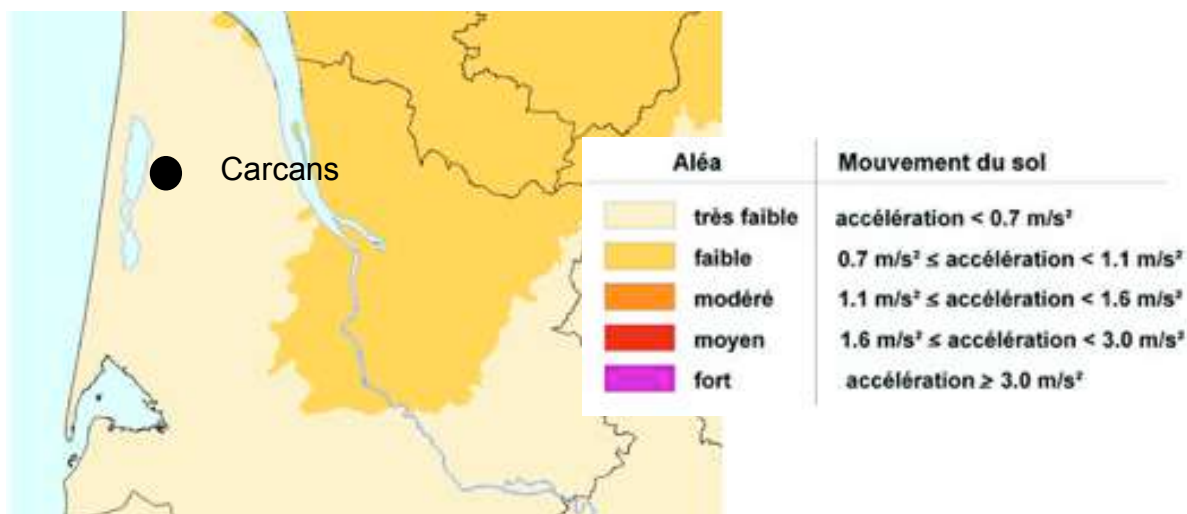 Carcans
Aléa Mouvement du sol
très faible accélération < 0.7 m/s²
faible 0.7 m/s² ≤ accélération < 1.1 m/s²
modéré 1.1 m/s² ≤ accélération < 1.6 m/s²
moyen 1.6 m/s² ≤ accélération < 3.0 m/s²
fort accélération ≥ 3.0 m/s²